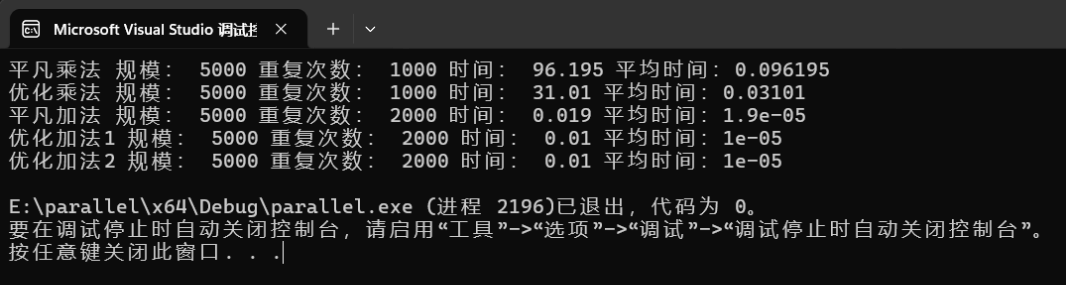 Microsoft Visual Studio 调试控
平凡乘法 规模： 5000 重复次数： 1000 时间： 96.195 平均时间：0.096195
优化乘法 规模： 5000 重复次数： 1000 时间： 31.01 平均时间：0.03101
平凡加法 规模： 5000 重复次数： 2000 时间： 0.019 平均时间：1.9e-05
优化加法1 规模： 5000 重复次数： 2000 时间： 0.01 平均时间：1e-05
优化加法2 规模： 5000 重复次数： 2000 时间： 0.01 平均时间：1e-05
E:\parallel\x64\Debug\parallel.exe (进程 2196)已退出，代码为 0。
要在调试停止时自动关闭控制台，请启用“工具”->“选项”->“调试”->“调试停止时自动关闭控制台”。
按任意键关闭此窗口. . .